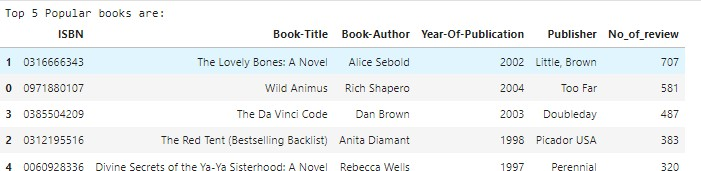 Top 5 Popular books are:
ISBN Book-Title Book-Author Year-Of-Publication Publisher No_of_review
1 0316666343 The Lovely Bones: A Novel Alice Sebold 2002 Little, Brown 707
0 0971880107 Wild Animus Rich Shapero 2004 Too Far 581
3 0385504209 The Da Vinci Code Dan Brown 2003 Doubleday 487
2 0312195516 The Red Tent (Bestselling Backlist) Anita Diamant 1998 Picador USA 383
4 0060928336 Divine Secrets of the Ya-Ya Sisterhood: A Novel Rebecca Wells 1997 Perennial 320